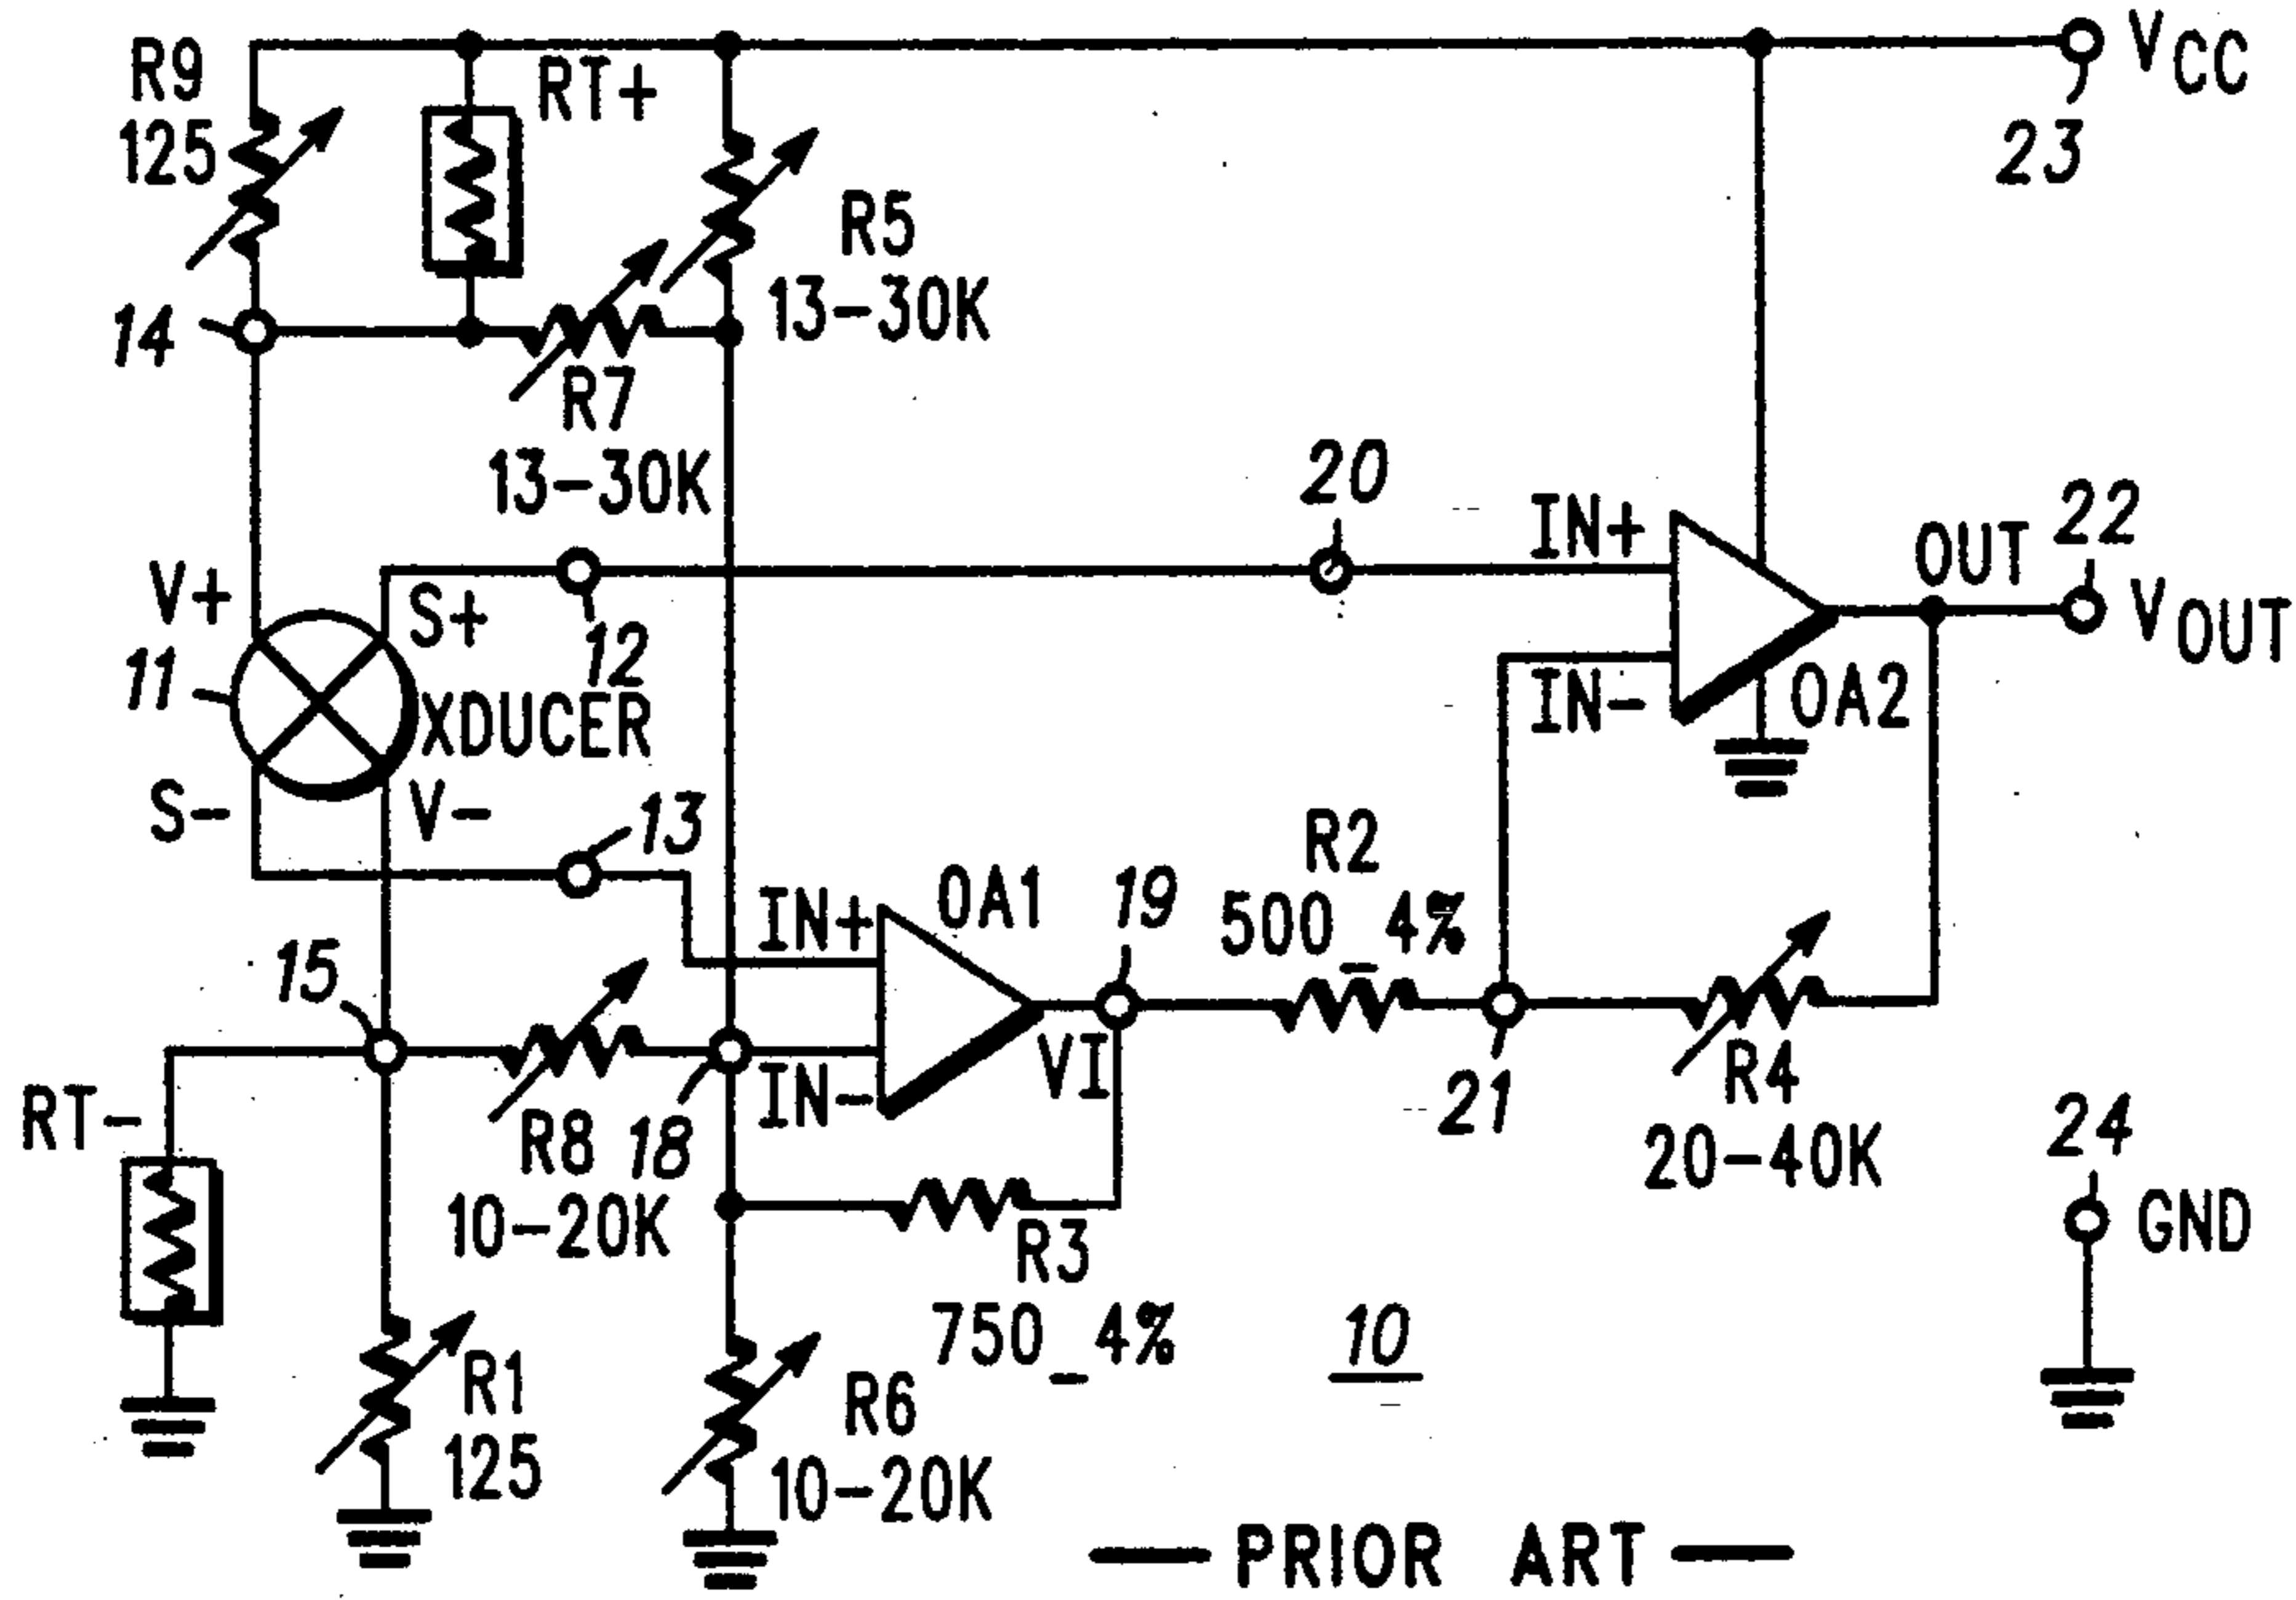 R9
125
RT+
VCC
23
R5
13-30K
14
R7
13-30K
20
IN+
OUT
22
VOUT
V+
S+
12
11
XDUCER
IN-
OA2
S-
V-
13
R2
500_4%
OA1
19
IN+
15
VI
R4
20-40K
21
RT-
R8
10-20K
18
IN-
24
GND
R3
750_4%
10
R1
125
R6
10-20K
— PRIOR ART —